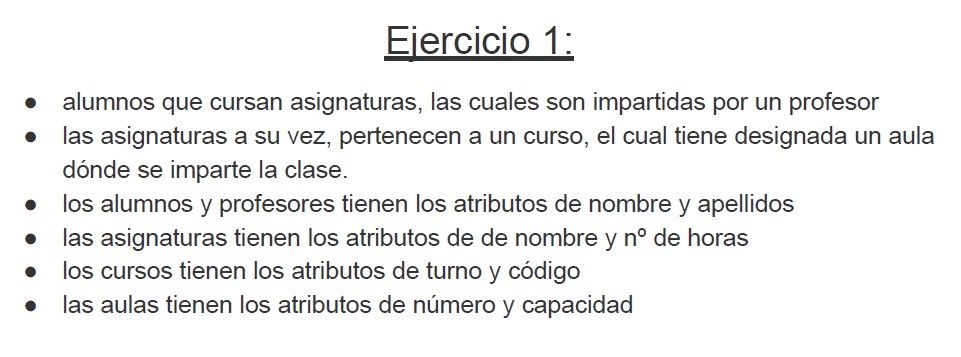 Ejercicio 1:
● alumnos que cursan asignaturas, las cuales son impartidas por un profesor
● las asignaturas a su vez, pertenecen a un curso, el cual tiene designada un aula
dónde se imparte la clase.
● los alumnos y profesores tienen los atributos de nombre y apellidos
● las asignaturas tienen los atributos de de nombre y nº de horas
● los cursos tienen los atributos de turno y código
● las aulas tienen los atributos de número y capacidad